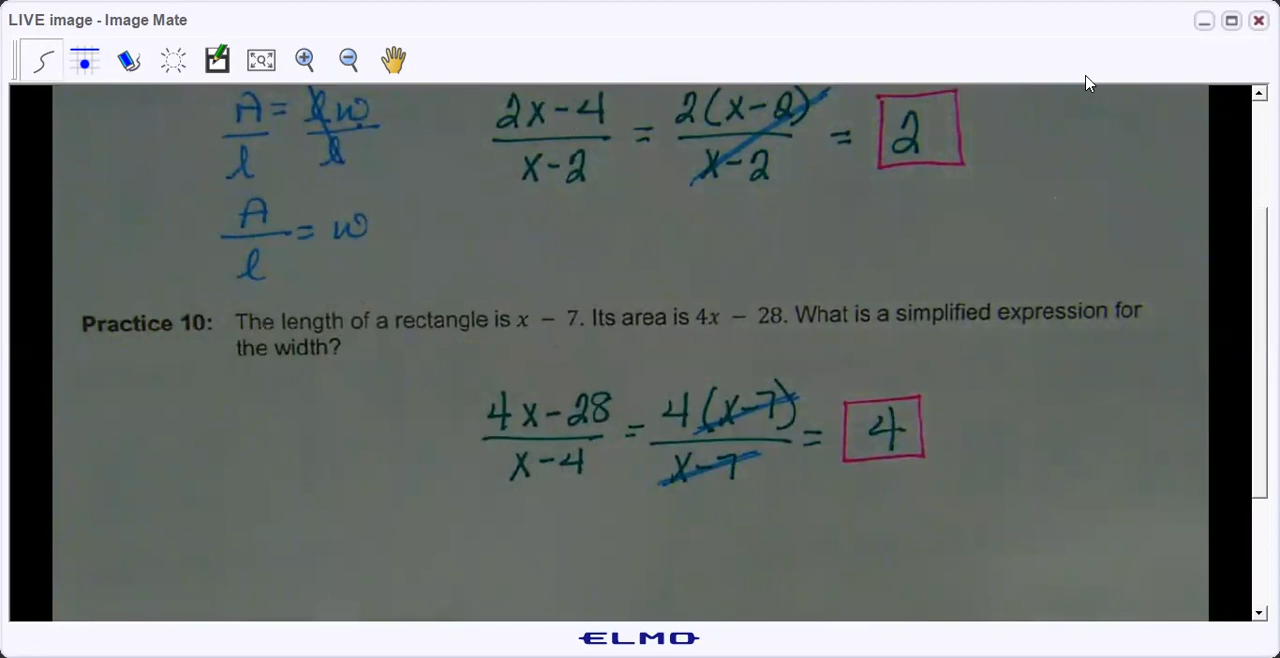 LIVE image - Image Mate
A = lw
l l
A/l = w
2x-4/x-2 = 2(x-2)/x-2 = 2
Practice 10: The length of a rectangle is x − 7. Its area is 4x − 28. What is a simplified expression for
the width?
4x-28/x-4 = 4(x-7)/x-7 = 4
ELMO